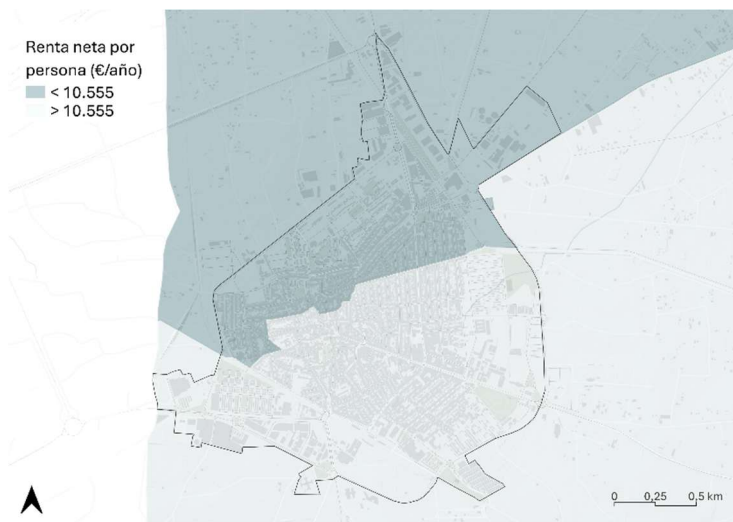 Renta neta por
persona (€/año)
< 10.555
> 10.555
0 0,25 0,5 km